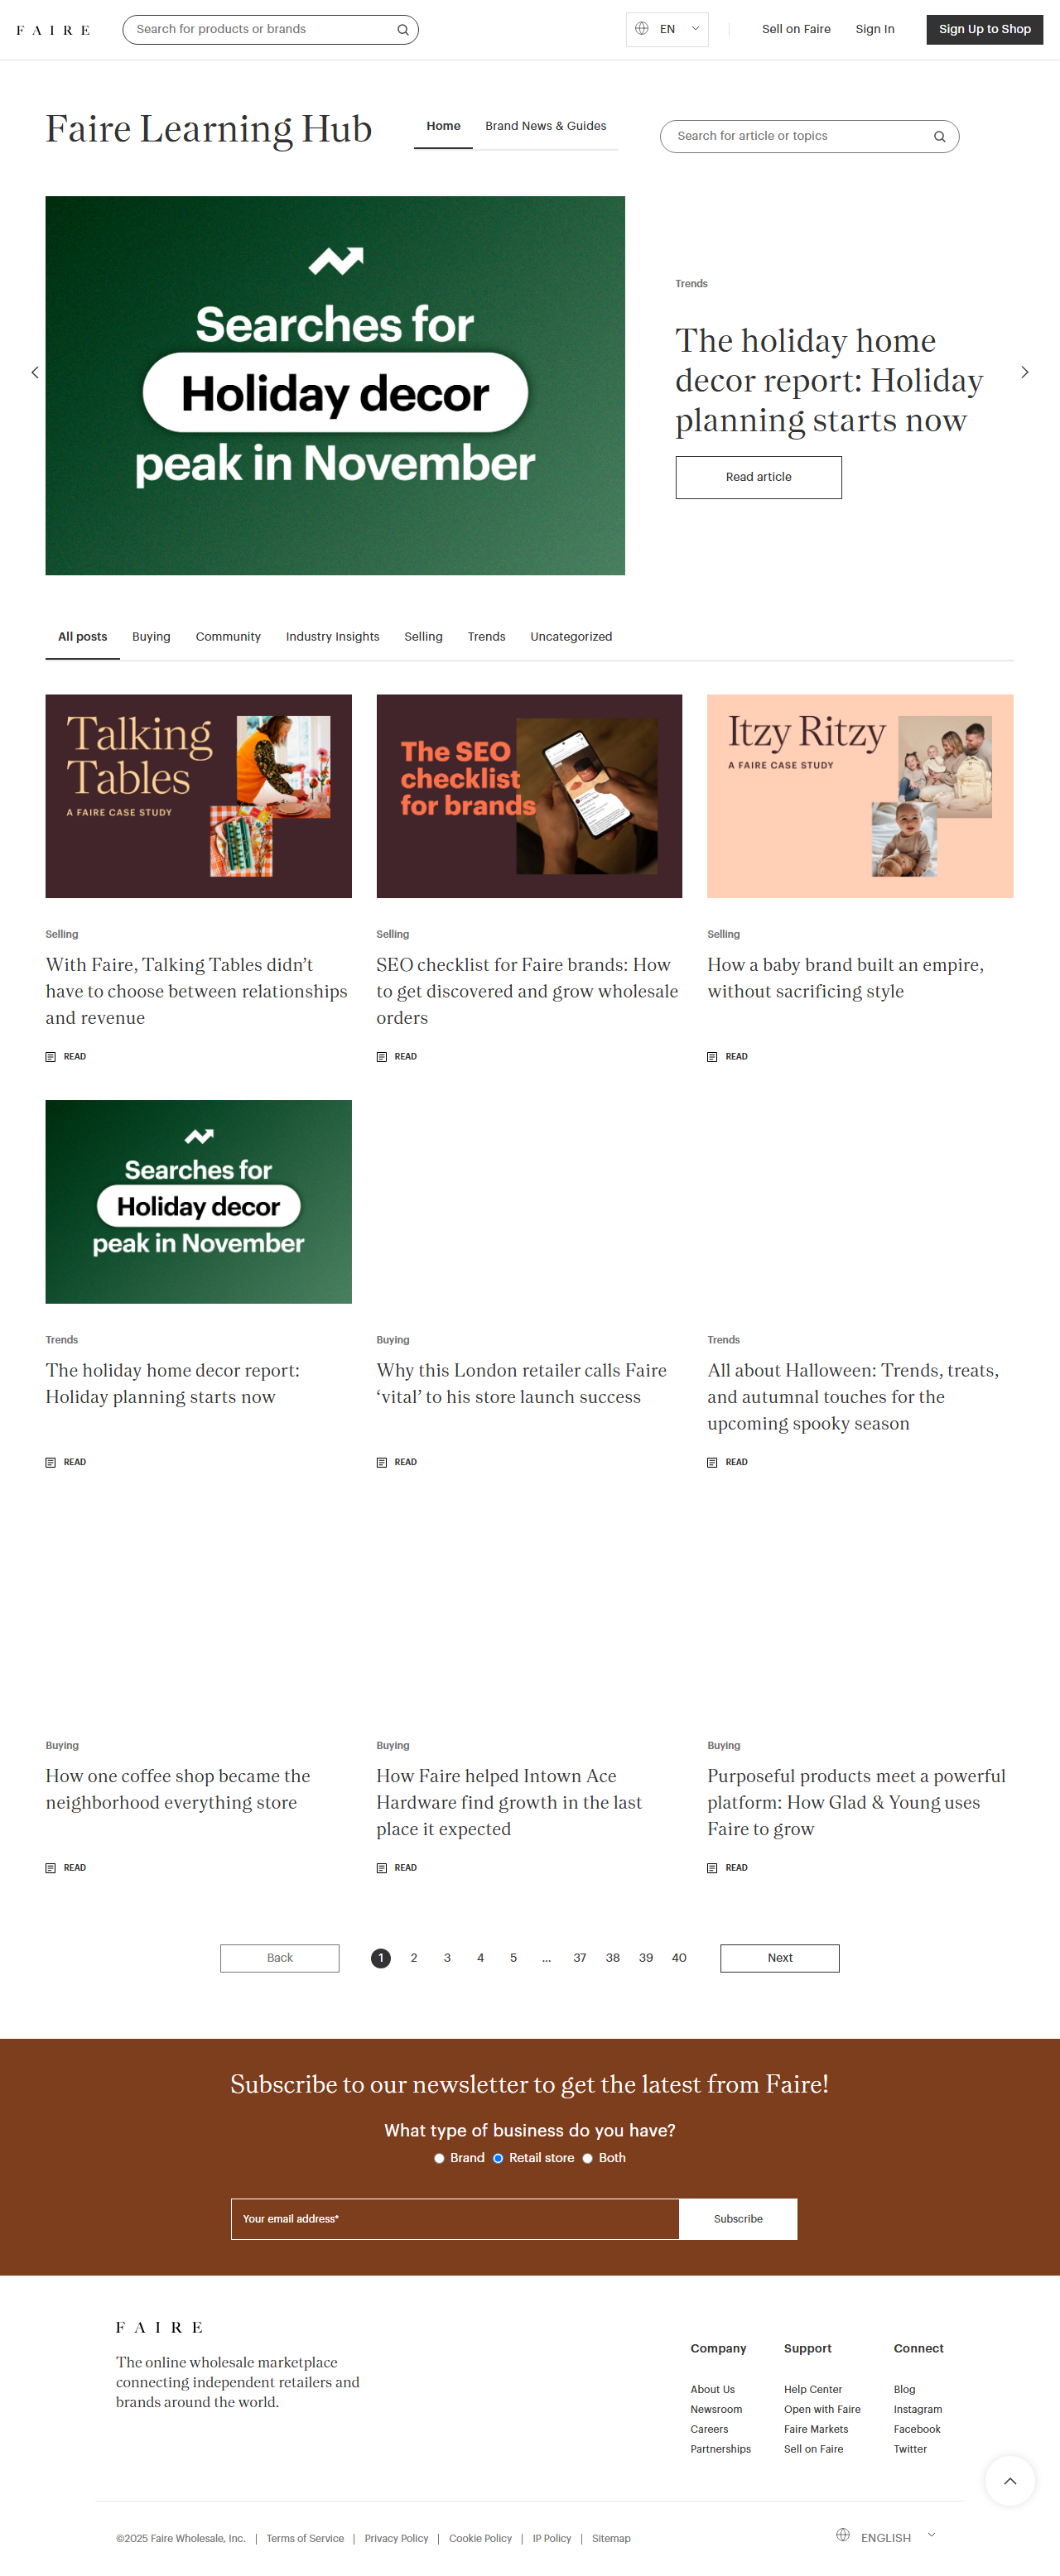 FAIRE
Search for products or brands
EN
Sell on Faire
Sign In
Sign Up to Shop
Faire Learning Hub
Home
Brand News & Guides
Search for article or topics
Searches for
Holiday decor
peak in November
Trends
The holiday home
decor report: Holiday
planning starts now
Read article
All posts
Buying
Community
Industry Insights
Selling
Trends
Uncategorized
Talking
Tables
A FAIRE CASE STUDY
The SEO
checklist
for brands
Itzy Ritzy
A FAIRE CASE STUDY
Selling
With Faire, Talking Tables didn’t
have to choose between relationships
and revenue
READ
Selling
SEO checklist for Faire brands: How
to get discovered and grow wholesale
orders
READ
Selling
How a baby brand built an empire,
without sacrificing style
READ
Searches for
Holiday decor
peak in November
Trends
The holiday home decor report:
Holiday planning starts now
READ
Buying
Why this London retailer calls Faire
‘vital’ to his store launch success
READ
Trends
All about Halloween: Trends, treats,
and autumnal touches for the
upcoming spooky season
READ
Buying
How one coffee shop became the
neighborhood everything store
READ
Buying
How Faire helped Intown Ace
Hardware find growth in the last
place it expected
READ
Buying
Purposeful products meet a powerful
platform: How Glad & Young uses
Faire to grow
READ
Back
1
2
3
4
5
...
37
38
39
40
Next
Subscribe to our newsletter to get the latest from Faire!
What type of business do you have?
Brand
Retail store
Both
Your email address*
Subscribe
FAIRE
The online wholesale marketplace
connecting independent retailers and
brands around the world.
Company
About Us
Newsroom
Careers
Partnerships
Support
Help Center
Open with Faire
Faire Markets
Sell on Faire
Connect
Blog
Instagram
Facebook
Twitter
©2025 Faire Wholesale, Inc. | Terms of Service | Privacy Policy | Cookie Policy | IP Policy | Sitemap
ENGLISH